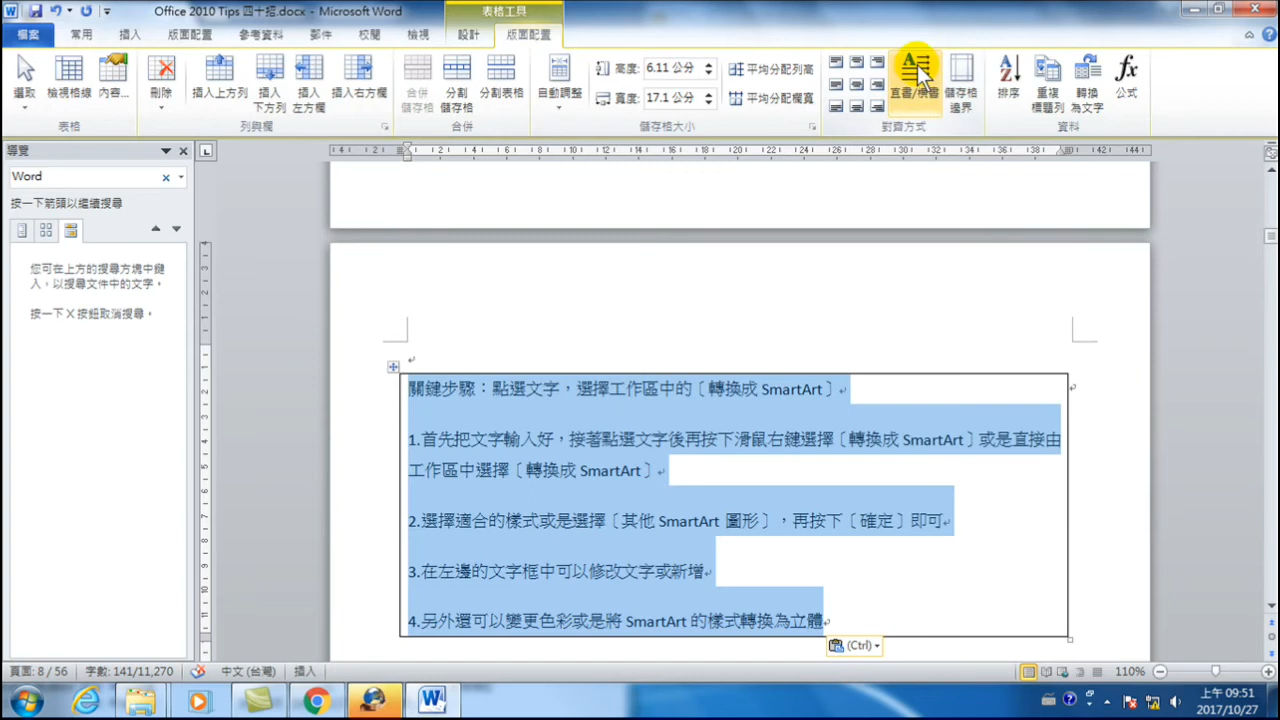 Office 2010 Tips 四十招.docx - Microsoft Word
表格工具
檔案 常用 插入 版面配置 參考資料 郵件 校閱 檢視 設計 版面配置
選取 檢視格線 內容... 刪除 插入上方列 插入下方列 插入左方欄 插入右方欄 合併儲存格 分割儲存格 分割表格 自動調整
高度: 6.11 公分 平均分配列高
寬度: 17.1 公分 平均分配欄寬
直書/橫書 儲存格邊界 排序 重複標題列 轉換為文字 公式
表格 列與欄 合併 儲存格大小 對齊方式 資料
導覽
Word
按一下箭頭以繼續搜尋
您可在上方的搜尋方塊中鍵
入，以搜尋文件中的文字。
按一下 X 按鈕取消搜尋。
關鍵步驟：點選文字，選擇工作區中的〔轉換成 SmartArt〕
1.首先把文字輸入好，接著點選文字後再按下滑鼠右鍵選擇〔轉換成 SmartArt〕或是直接由
工作區中選擇〔轉換成 SmartArt〕
2.選擇適合的樣式或是選擇〔其他 SmartArt 圖形〕，再按下〔確定〕即可
3.在左邊的文字框中可以修改文字或新增
4.另外還可以變更色彩或是將 SmartArt 的樣式轉換為立體
(Ctrl)
頁面: 8 / 56 字數: 141/11,270 中文 (台灣) 插入 110%
上午 09:51
2017/10/27